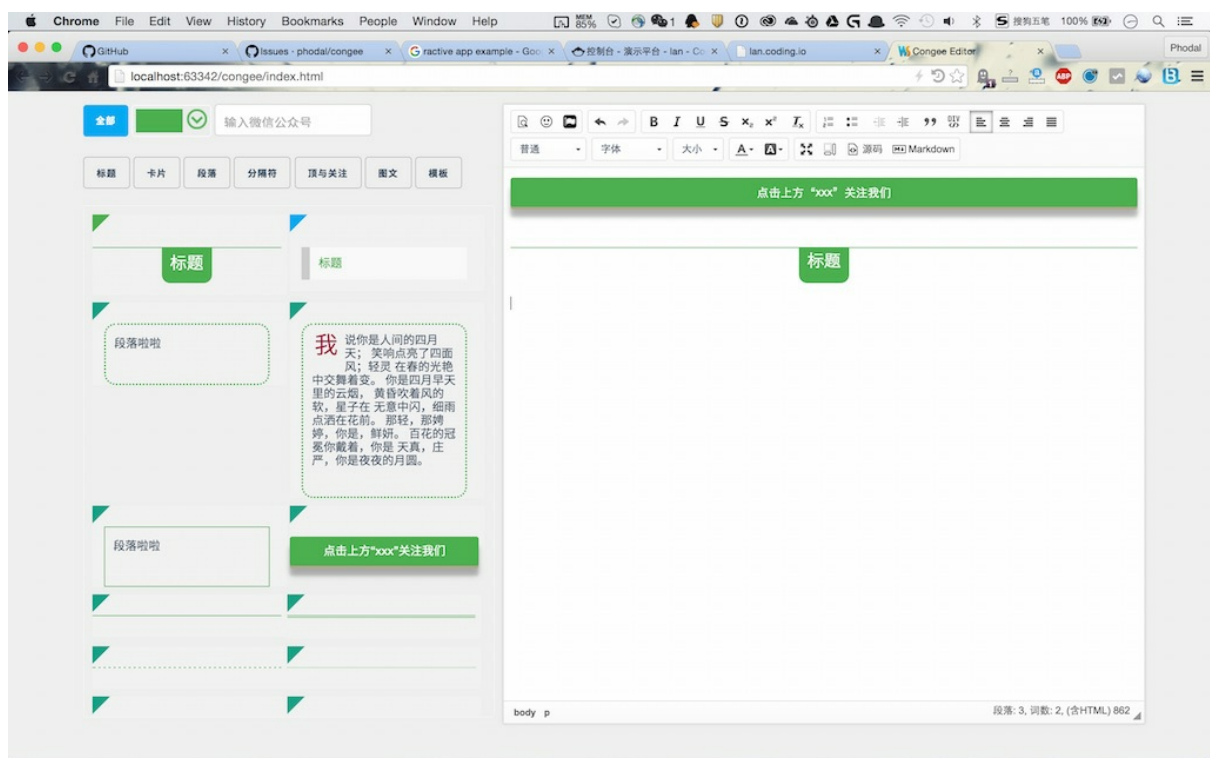 Chrome File Edit View History Bookmarks People Window Help MEM 85% 1 搜狗五笔 100%
GitHub Issues · phodal/congee ractive app example - Goo 控制台 - 演示平台 - lan - Co lan.coding.io Congee Editor Phodal
localhost:63342/congee/index.html
全部 输入微信公众号
标题 卡片 段落 分隔符 顶与关注 图文 模板
标题
标题
段落啦啦
我说你是人间的四月
天; 笑响点亮了四面
风; 轻灵 在春的光艳
中交舞着变。 你是四月早天
里的云烟, 黄昏吹着风的
软, 星子在 无意中闪, 细雨
点洒在花前。 那轻, 那娉
婷, 你是, 鲜妍。 百花的冠
冕你戴着, 你是 天真, 庄
严, 你是夜夜的月圆。
段落啦啦
点击上方“xxx”关注我们
B I U S x₂ x² Tx DIV
普通 字体 大小 A A 源码 Markdown
点击上方 “xxx” 关注我们
标题
body p
段落: 3, 词数: 2, (含HTML) 862